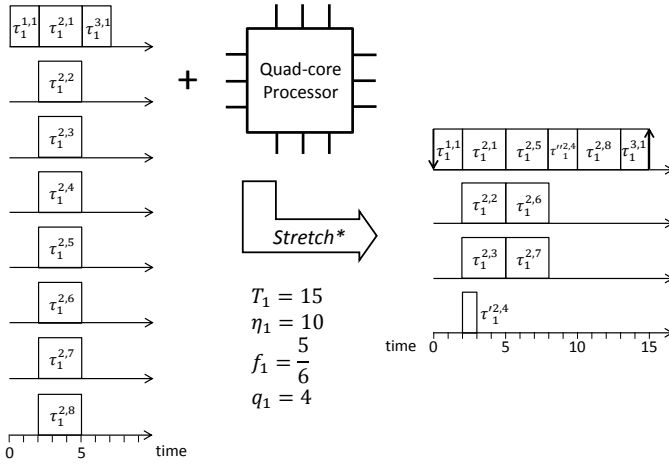 τ₁^{1,1} τ₁^{2,1} τ₁^{3,1}
τ₁^{2,2}
τ₁^{2,3}
τ₁^{2,4}
τ₁^{2,5}
τ₁^{2,6}
τ₁^{2,7}
τ₁^{2,8}
0 5 time
+
Quad-core
Processor
Stretch*
T₁ = 15
η₁ = 10
f₁ = 5/6
q₁ = 4
τ₁^{1,1} τ₁^{2,1} τ₁^{2,5} τ''₁^{2,4} τ₁^{2,8} τ₁^{3,1}
τ₁^{2,2} τ₁^{2,6}
τ₁^{2,3} τ₁^{2,7}
τ'₁^{2,4}
time 0 5 10 15